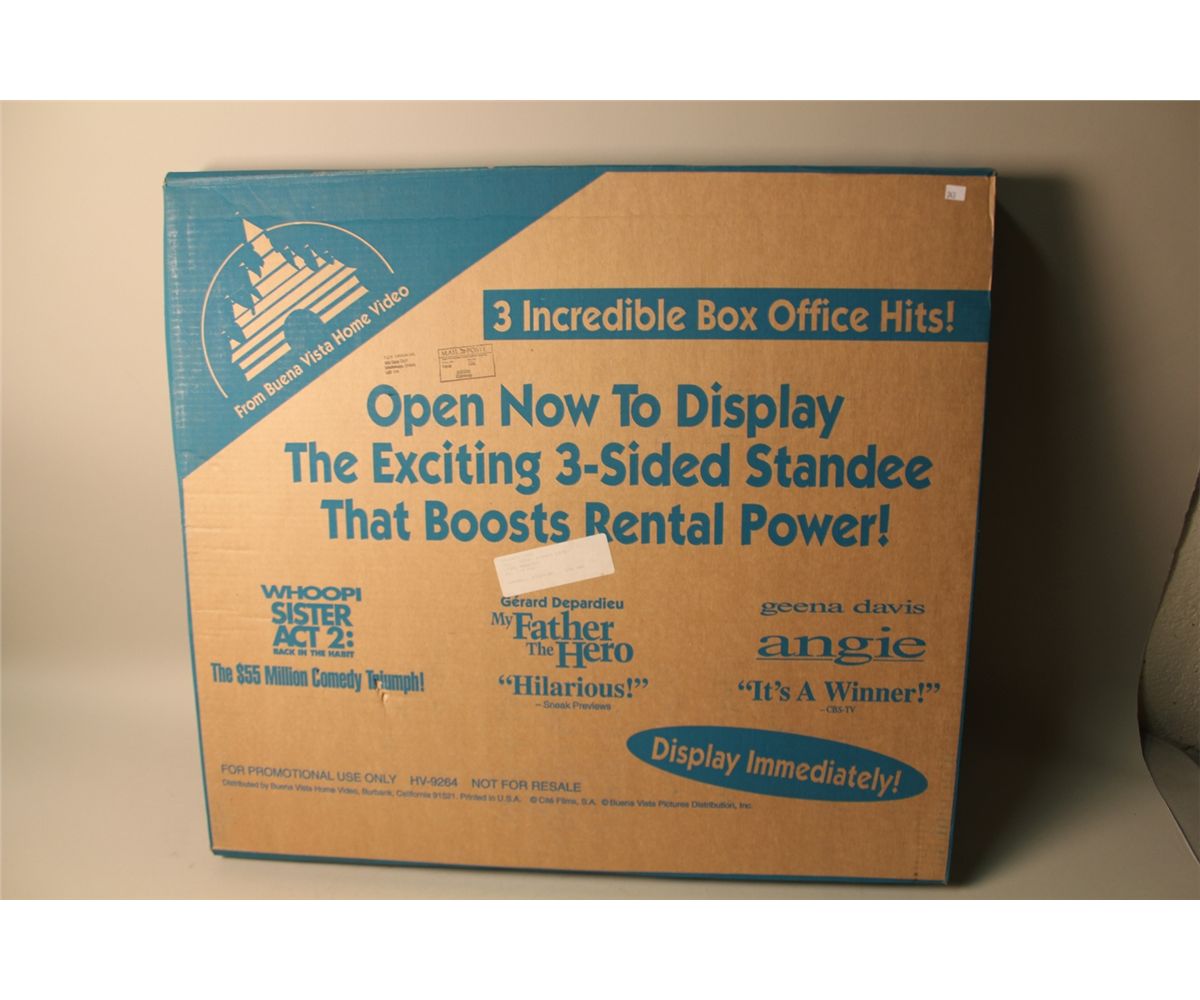 From Buena Vista Home Video
3 Incredible Box Office Hits!
Open Now To Display
The Exciting 3-Sided Standee
That Boosts Rental Power!
WHOOPI
SISTER
ACT 2:
BACK IN THE HABIT
The $55 Million Comedy Triumph!
Gérard Depardieu
My Father
The Hero
“Hilarious!”
– Sneak Previews
geena davis
angie
“It's A Winner!”
– CBS-TV
Display Immediately!
FOR PROMOTIONAL USE ONLY HV-9264 NOT FOR RESALE
Distributed by Buena Vista Home Video, Burbank, California 91521. Printed in U.S.A. © Cité Films, S.A. © Buena Vista Pictures Distribution, Inc.